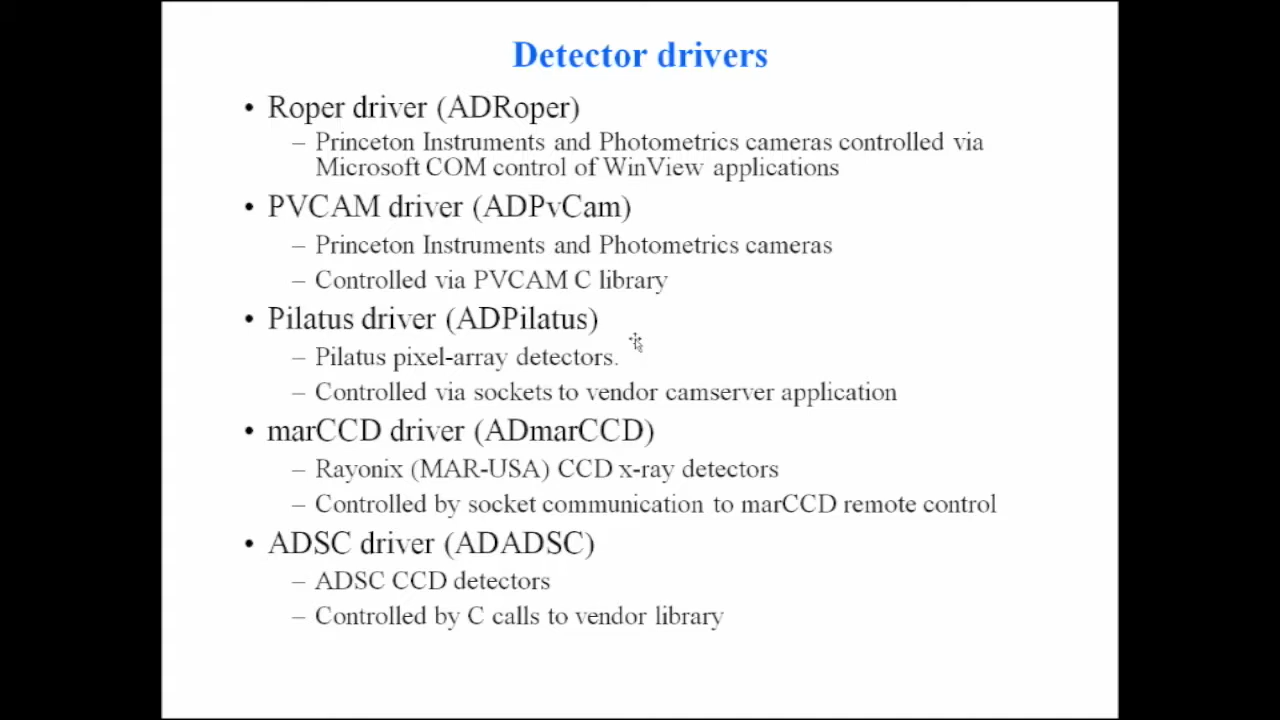 Detector drivers
• Roper driver (ADRoper)
– Princeton Instruments and Photometrics cameras controlled via
Microsoft COM control of WinView applications
• PVCAM driver (ADPvCam)
– Princeton Instruments and Photometrics cameras
– Controlled via PVCAM C library
• Pilatus driver (ADPilatus)
– Pilatus pixel-array detectors.
– Controlled via sockets to vendor camserver application
• marCCD driver (ADmarCCD)
– Rayonix (MAR-USA) CCD x-ray detectors
– Controlled by socket communication to marCCD remote control
• ADSC driver (ADADSC)
– ADSC CCD detectors
– Controlled by C calls to vendor library